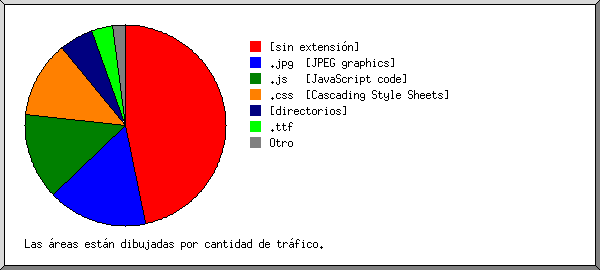 [sin extensión]
.jpg [JPEG graphics]
.js [JavaScript code]
.css [Cascading Style Sheets]
[directorios]
.ttf
Otro
Las áreas están dibujadas por cantidad de tráfico.